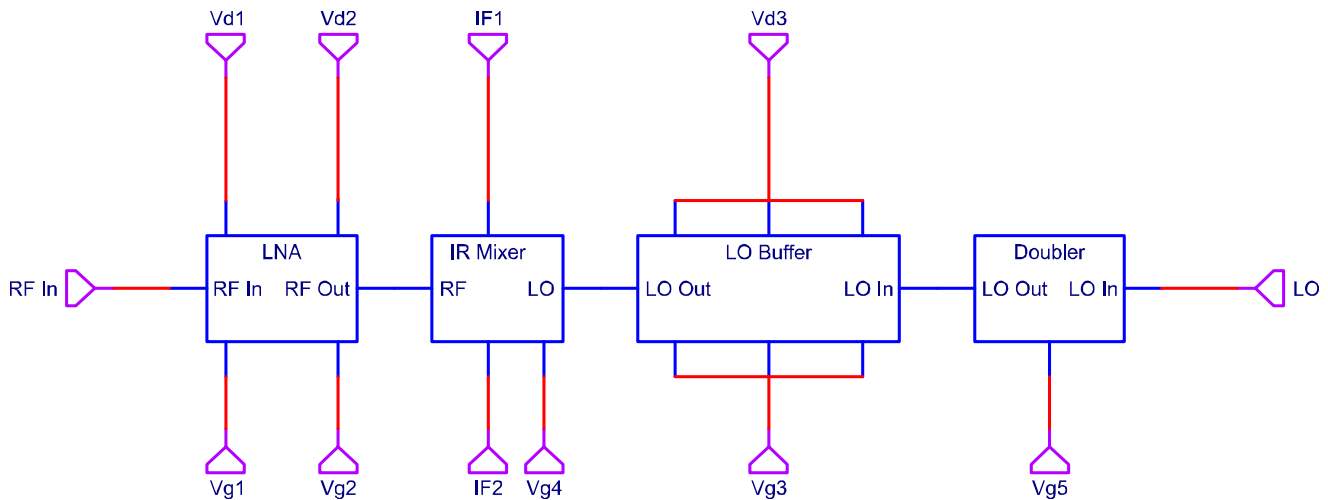 Vd1 Vd2 IF1 Vd3
LNA IR Mixer LO Buffer Doubler
RF In RF In RF Out RF LO LO Out LO In LO Out LO In LO
Vg1 Vg2 IF2 Vg4 Vg3 Vg5